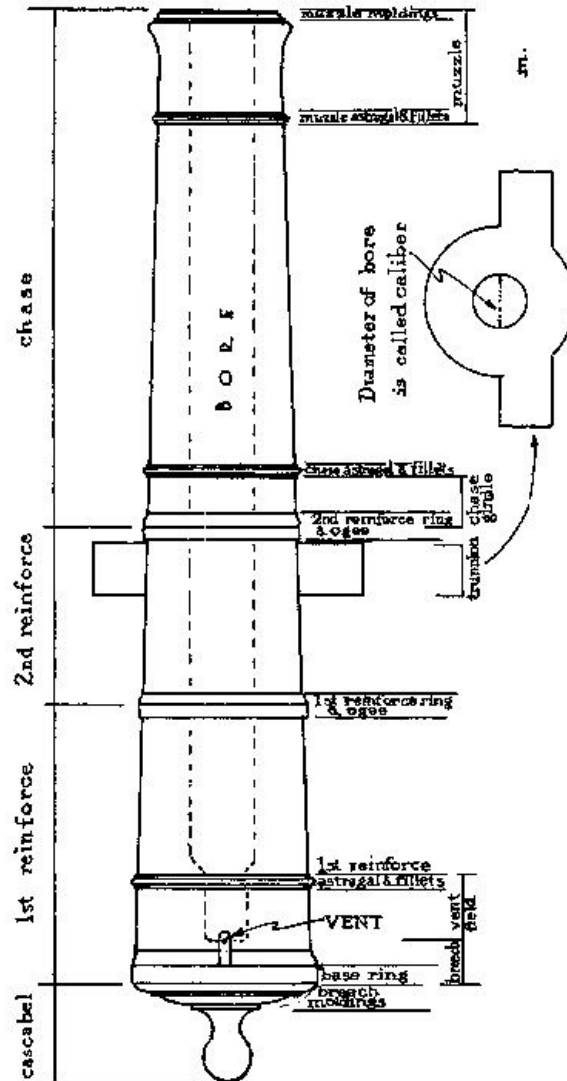 muzzle moldings
muzzle
m.
muzzle astragal & fillets
chase
BORE
Diameter of bore
is called caliber
chase astragal & fillets
chase
girdle
2nd reinforce ring
& ogee
trunnion
2nd reinforce
1st reinforce ring
& ogee
1st reinforce
1st reinforce
astragal & fillets
vent
field
VENT
breech
base ring
breech
moldings
cascabel